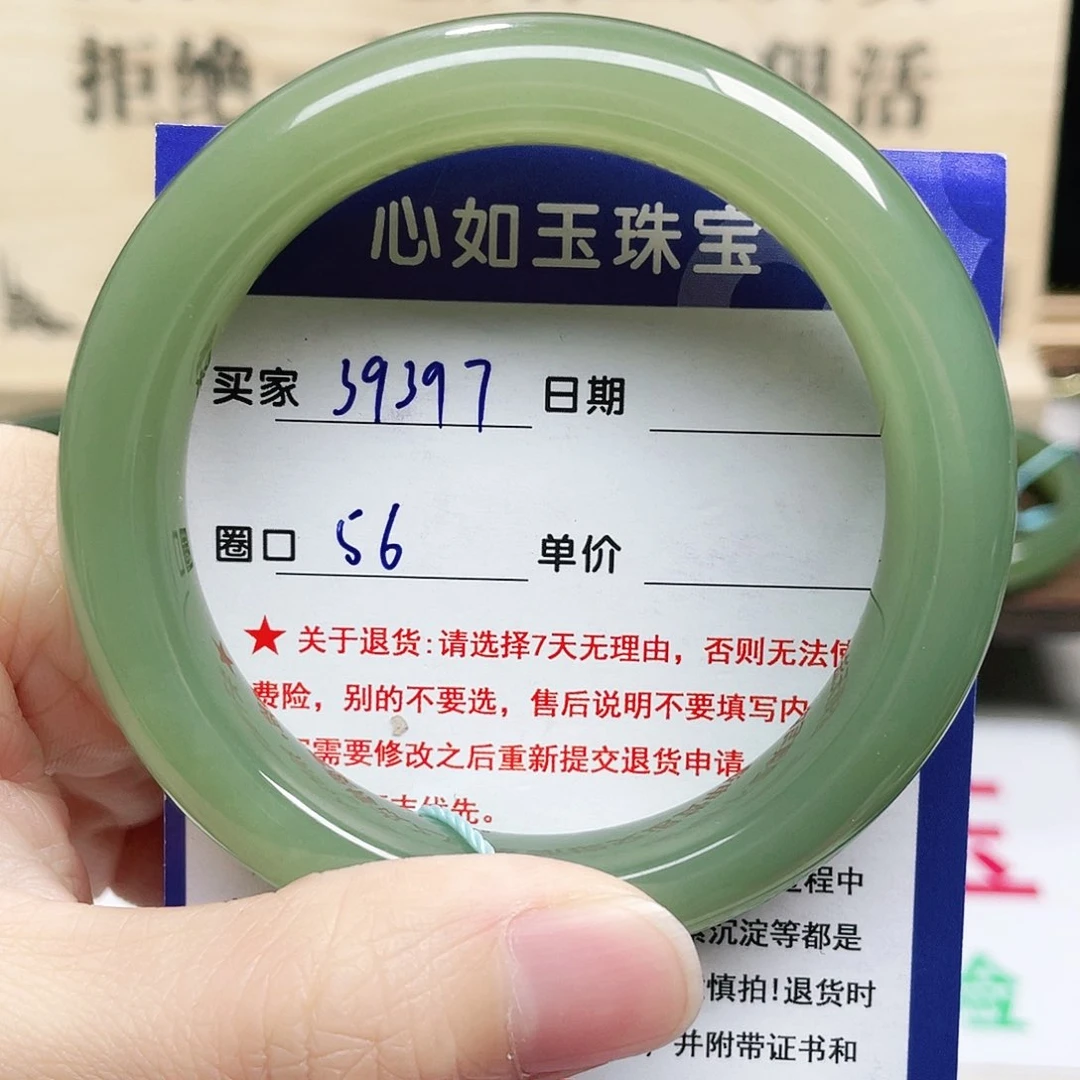 拒绝
活
心如玉珠宝
买家 39397 日期
圈口 56 单价
★关于退货:请选择7天无理由，否则无法使
费险，别的不要选，售后说明不要填写内
需要修改之后重新提交退货申请
优先。
程中
沉淀等都是
慎拍!退货时
，并附带证书和